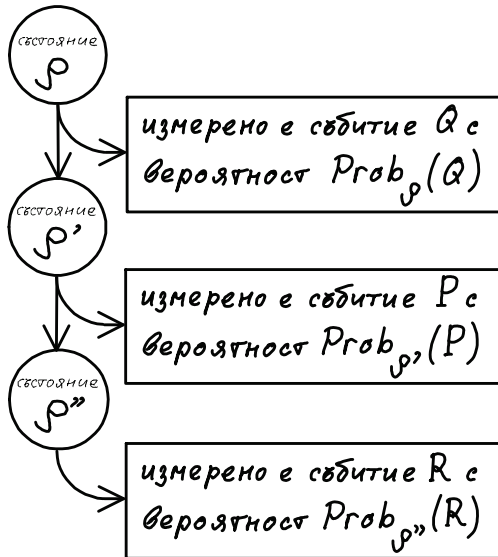 състояние
ρ
измерено е събитие Q с
вероятност Prob_ρ(Q)
състояние
ρ'
измерено е събитие P с
вероятност Prob_ρ'(P)
състояние
ρ"
измерено е събитие R с
вероятност Prob_ρ"(R)